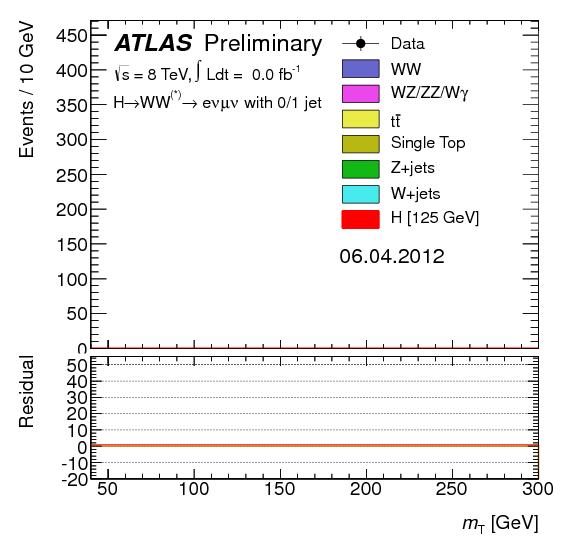 Events / 10 GeV
450
400
350
300
250
200
150
100
50
0
ATLAS Preliminary
√s = 8 TeV, ∫ Ldt = 0.0 fb⁻¹
H→WW⁽*⁾→ eνμν with 0/1 jet
Data
WW
WZ/ZZ/Wγ
tt̅
Single Top
Z+jets
W+jets
H [125 GeV]
06.04.2012
Residual
50
40
30
20
10
0
-10
-20
50 100 150 200 250 300
m_T [GeV]